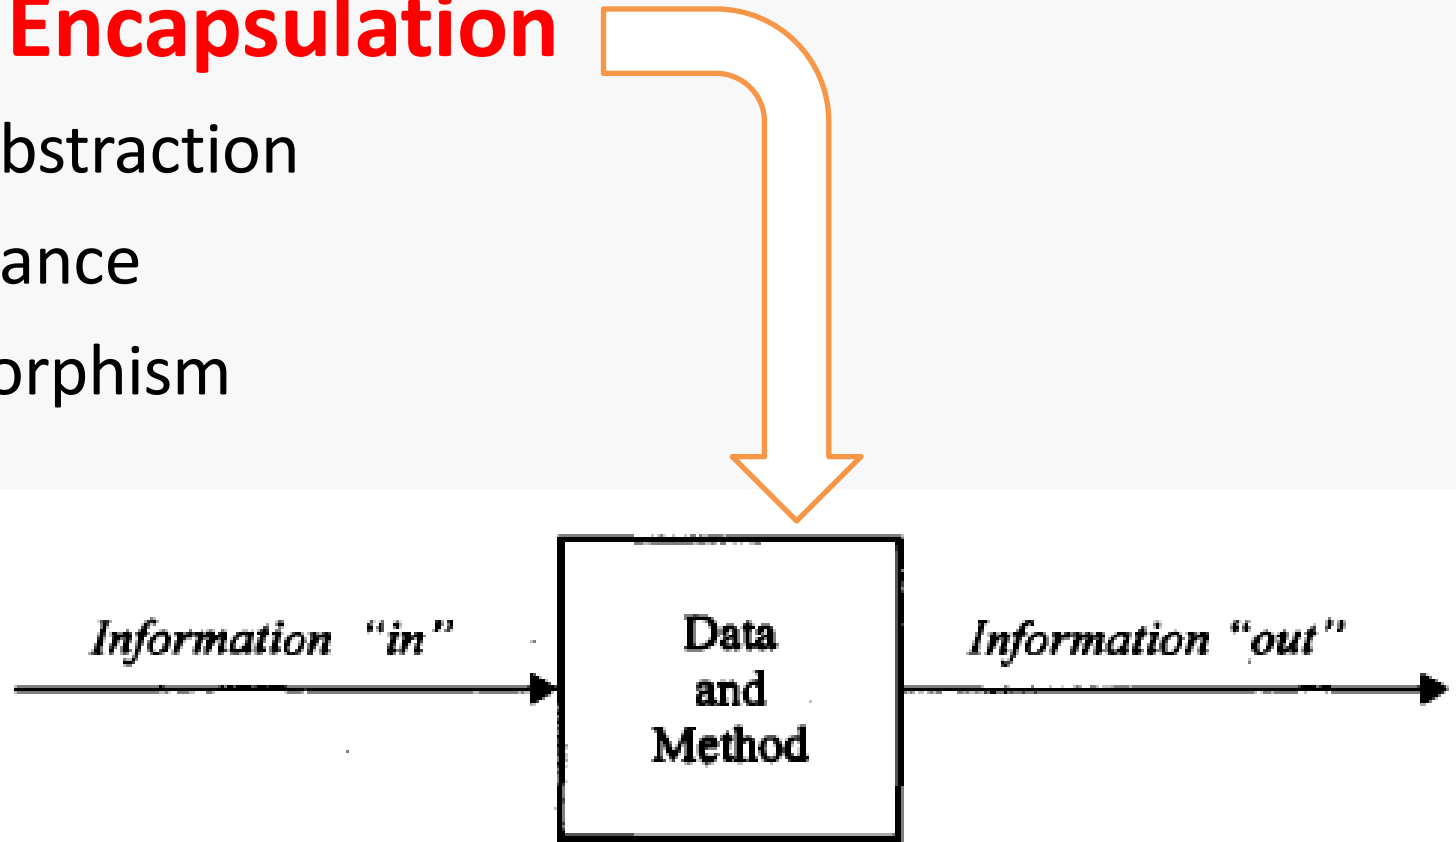 Encapsulation
bstraction
ance
orphism
Information “in”
Data
and
Method
Information “out”